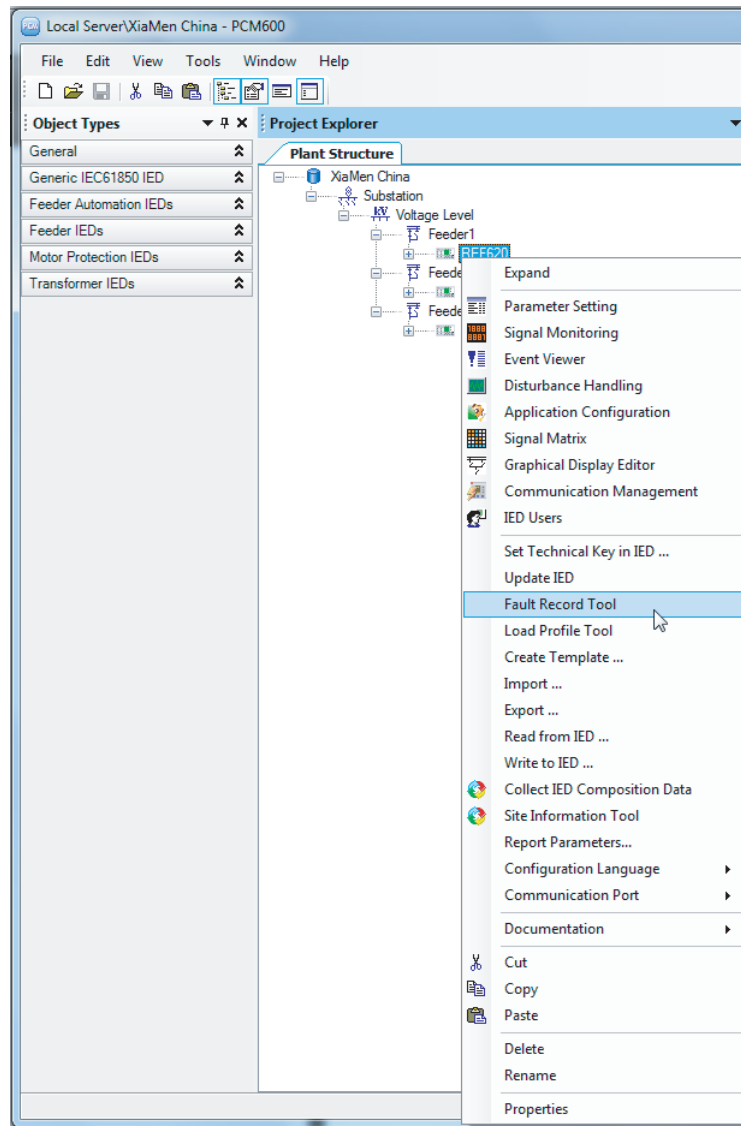 Local Server\XiaMen China - PCM600
File Edit View Tools Window Help
Object Types
General
Generic IEC61850 IED
Feeder Automation IEDs
Feeder IEDs
Motor Protection IEDs
Transformer IEDs
Project Explorer
Plant Structure
XiaMen China
Substation
Voltage Level
Feeder1
REF620
Feede
Feede
Expand
Parameter Setting
Signal Monitoring
Event Viewer
Disturbance Handling
Application Configuration
Signal Matrix
Graphical Display Editor
Communication Management
IED Users
Set Technical Key in IED ...
Update IED
Fault Record Tool
Load Profile Tool
Create Template ...
Import ...
Export ...
Read from IED ...
Write to IED ...
Collect IED Composition Data
Site Information Tool
Report Parameters...
Configuration Language
Communication Port
Documentation
Cut
Copy
Paste
Delete
Rename
Properties